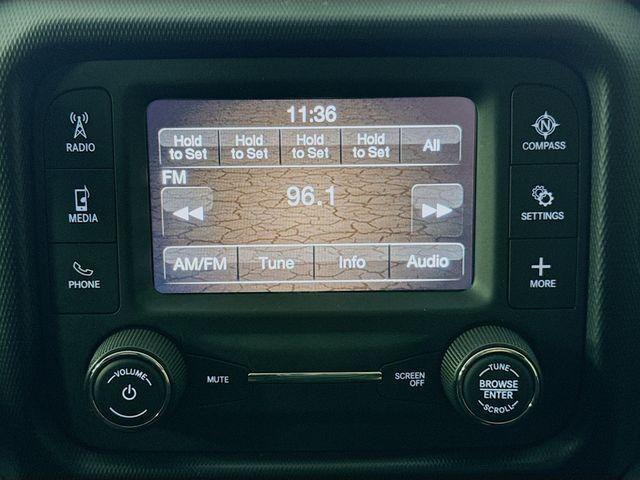 11:36
Hold to Set
Hold to Set
Hold to Set
Hold to Set
All
FM
96.1
AM/FM
Tune
Info
Audio
RADIO
MEDIA
PHONE
COMPASS
SETTINGS
MORE
VOLUME
MUTE
SCREEN OFF
TUNE
BROWSE
ENTER
SCROLL